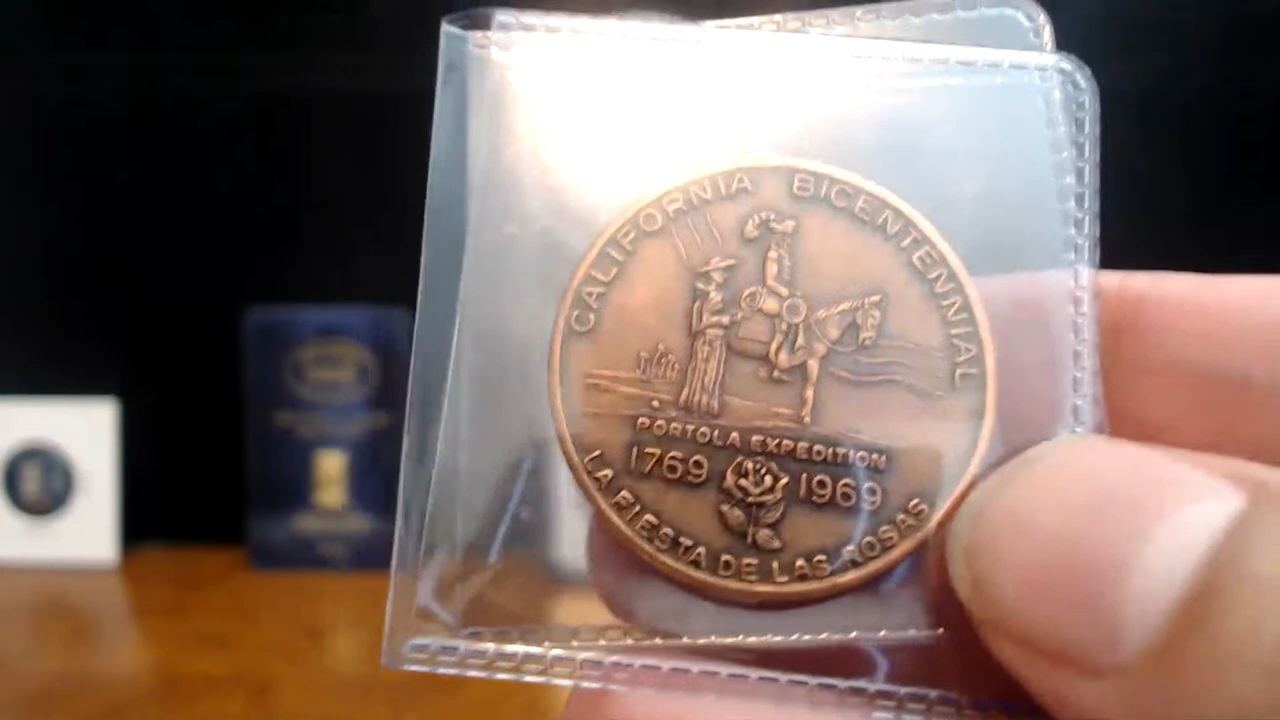 CALIFORNIA BICENTENNIAL
PORTOLA EXPEDITION
1769 1969
LA FIESTA DE LAS ROSAS